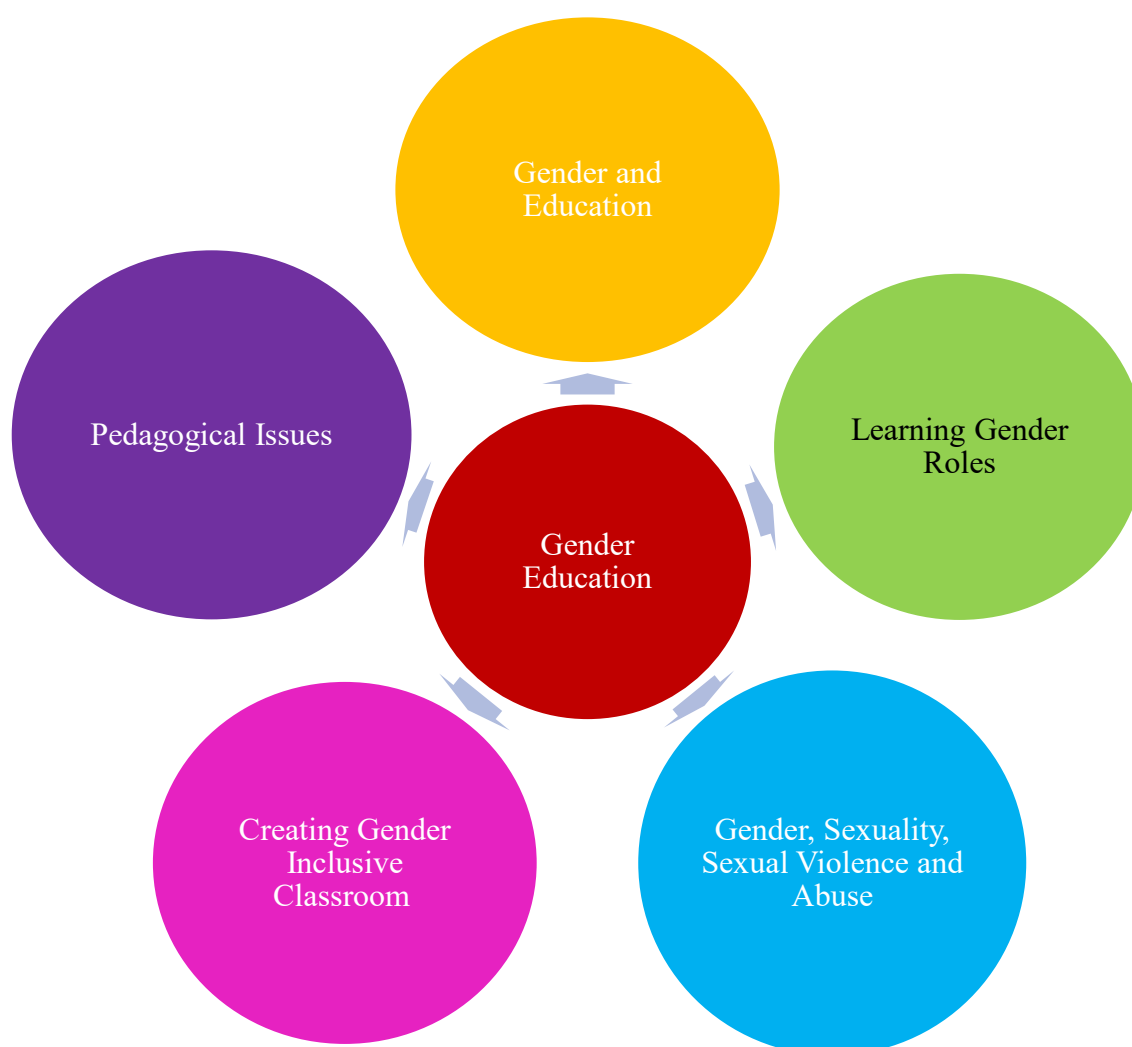 Gender and
Education
Pedagogical Issues
Learning Gender
Roles
Gender
Education
Creating Gender
Inclusive
Classroom
Gender, Sexuality,
Sexual Violence and
Abuse